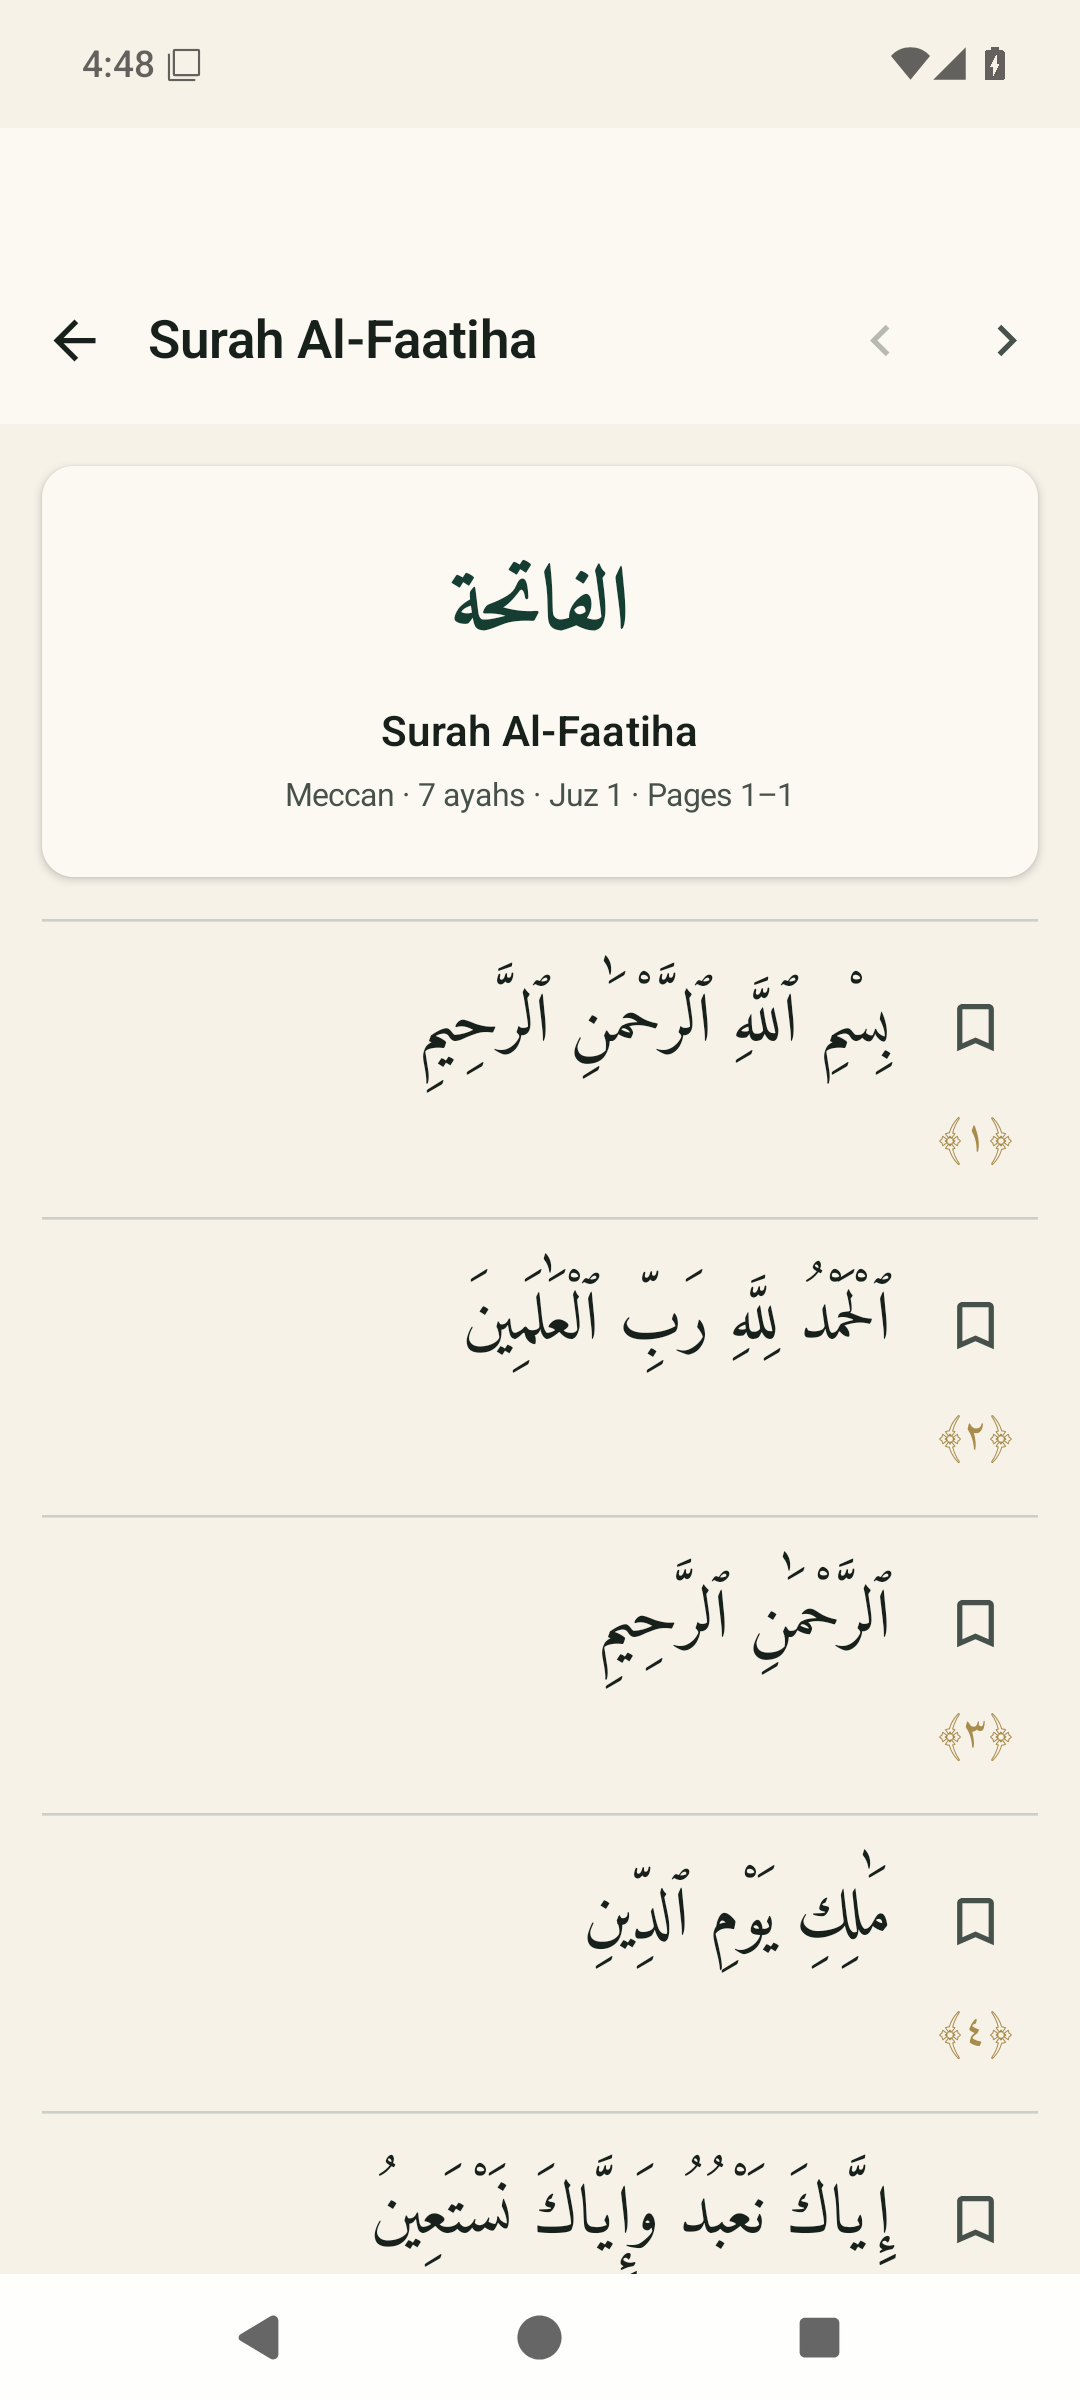 4:48
Surah Al-Faatiha
الفاتحة
Surah Al-Faatiha
Meccan · 7 ayahs · Juz 1 · Pages 1–1
بِسْمِ ٱللَّهِ ٱلرَّحْمَٰنِ ٱلرَّحِيمِ
﴿١﴾
ٱلْحَمْدُ لِلَّهِ رَبِّ ٱلْعَٰلَمِينَ
﴿٢﴾
ٱلرَّحْمَٰنِ ٱلرَّحِيمِ
﴿٣﴾
مَٰلِكِ يَوْمِ ٱلدِّينِ
﴿٤﴾
إِيَّاكَ نَعْبُدُ وَإِيَّاكَ نَسْتَعِينُ